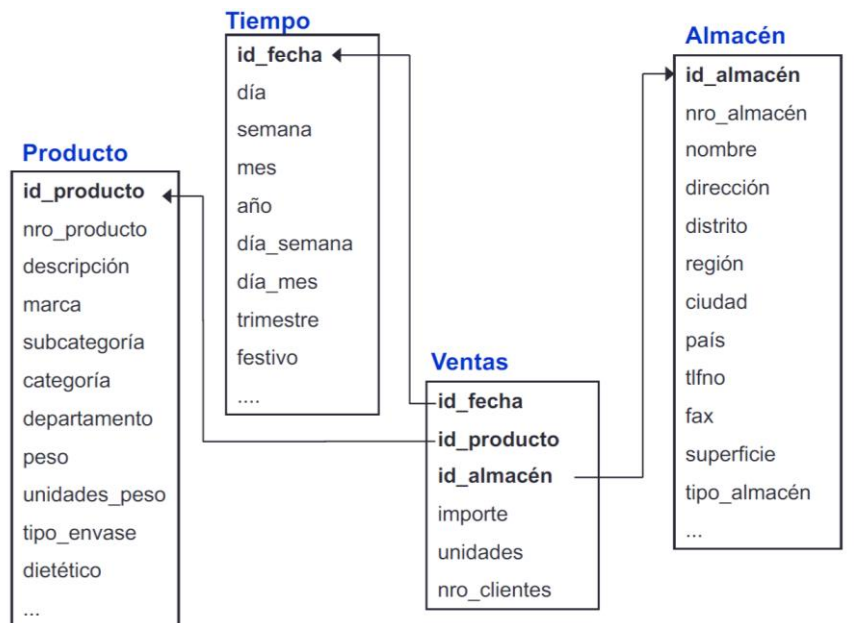 Tiempo
id_fecha
día
semana
mes
año
día_semana
día_mes
trimestre
festivo
....
Almacén
id_almacén
nro_almacén
nombre
dirección
distrito
región
ciudad
país
tlfno
fax
superficie
tipo_almacén
...
Producto
id_producto
nro_producto
descripción
marca
subcategoría
categoría
departamento
peso
unidades_peso
tipo_envase
dietético
...
Ventas
id_fecha
id_producto
id_almacén
importe
unidades
nro_clientes